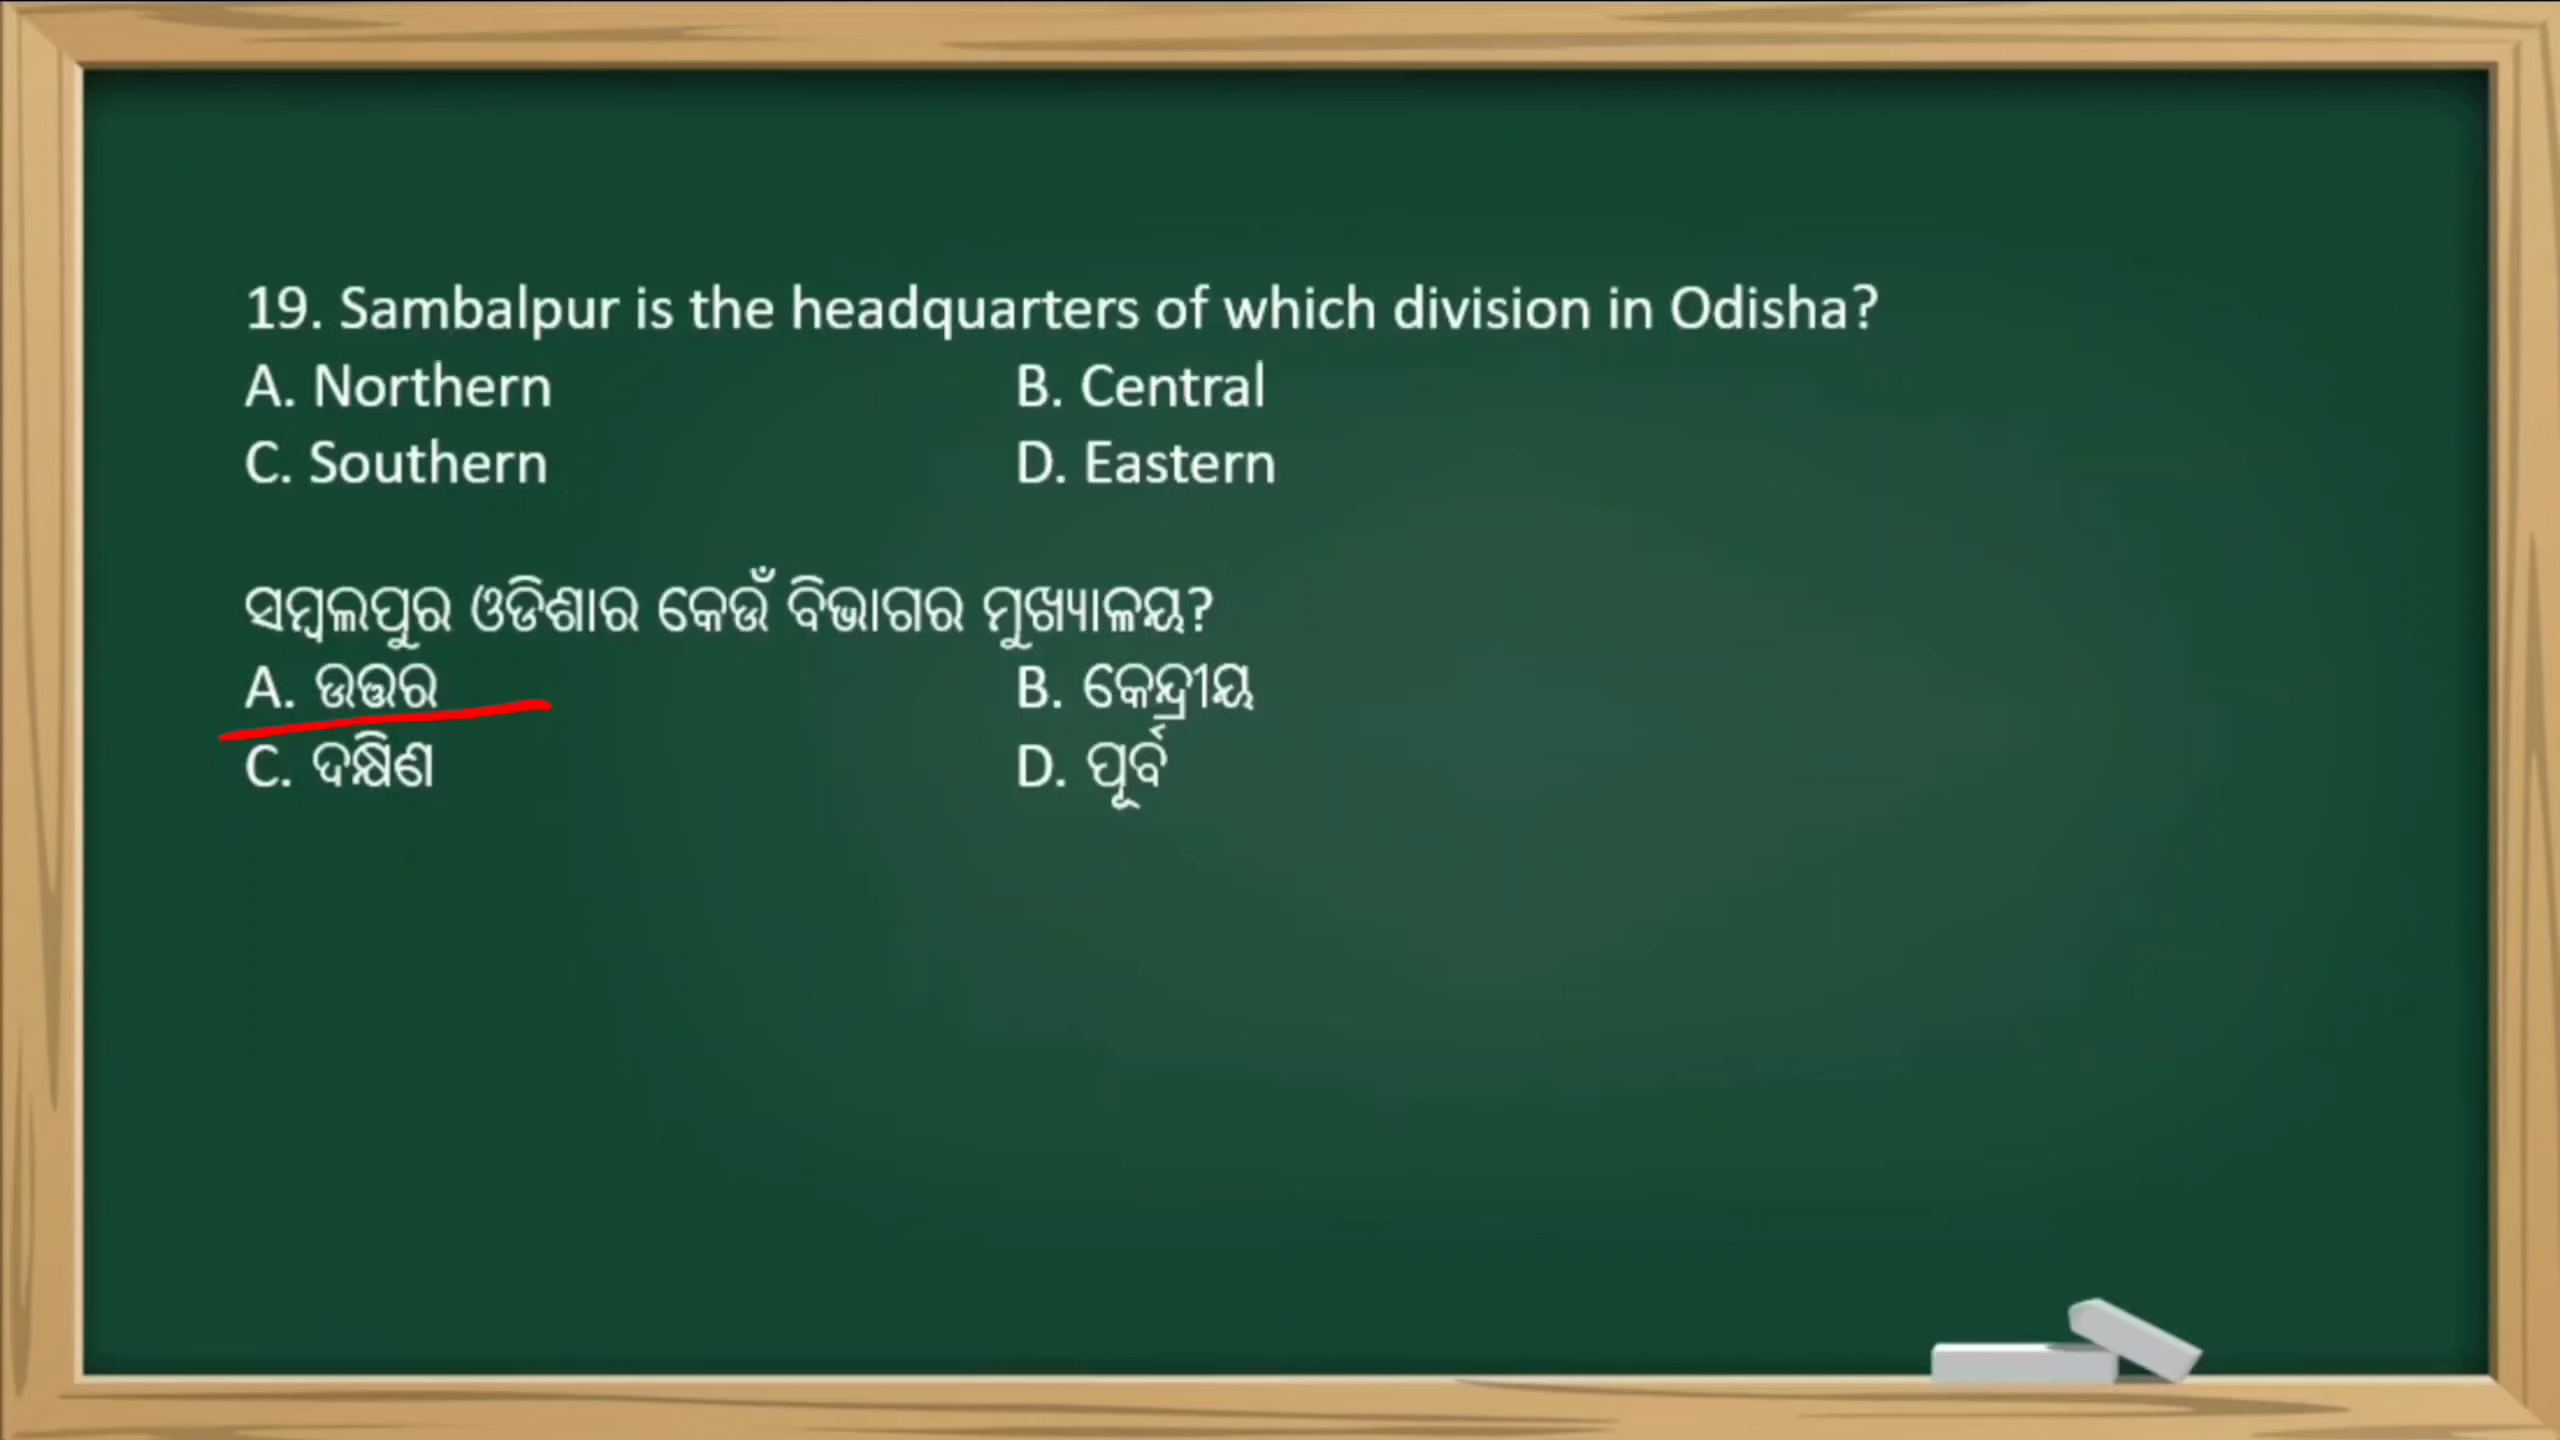 19. Sambalpur is the headquarters of which division in Odisha?
A. Northern B. Central
C. Southern D. Eastern
ସମ୍ବଲପୁର ଓଡିଶାର କେଉଁ ବିଭାଗର ମୁଖ୍ୟାଳୟ?
A. ଉତ୍ତର B. କେନ୍ଦ୍ରୀୟ
C. ଦକ୍ଷିଣ D. ପୂର୍ବ